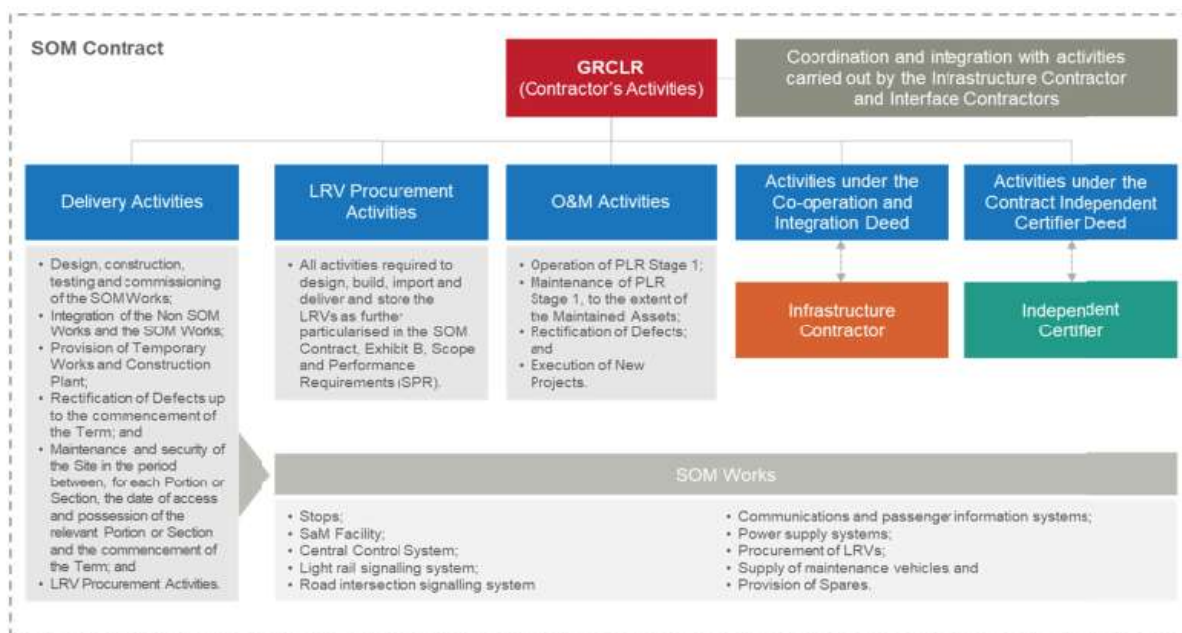 SOM Contract
GRCLR
(Contractor's Activities)
Coordination and integration with activities
carried out by the Infrastructure Contractor
and Interface Contractors
Delivery Activities
LRV Procurement
Activities
O&M Activities
Activities under the
Co-operation and
Integration Deed
Activities under the
Contract Independent
Certifier Deed
• Design, construction,
testing and commissioning
of the SOM Works;
• Integration of the Non SOM
Works and the SOM Works;
• Provision of Temporary
Works and Construction
Plant;
• Rectification of Defects up
to the commencement of
the Term; and
• Maintenance and security of
the Site in the period
between, for each Portion or
Section, the date of access
and possession of the
relevant Portion or Section
and the commencement of
the Term; and
• LRV Procurement Activities.
• All activities required to
design, build, import and
deliver and store the
LRVs as further
particularised in the SOM
Contract, Exhibit B, Scope
and Performance
Requirements (SPR).
• Operation of PLR Stage 1;
• Maintenance of PLR
Stage 1, to the extent of
the Maintained Assets;
• Rectification of Defects;
and
• Execution of New
Projects.
Infrastructure
Contractor
Independent
Certifier
SOM Works
• Stops;
• SaM Facility;
• Central Control System;
• Light rail signalling system;
• Road intersection signalling system
• Communications and passenger information systems;
• Power supply systems;
• Procurement of LRVs;
• Supply of maintenance vehicles and
• Provision of Spares.